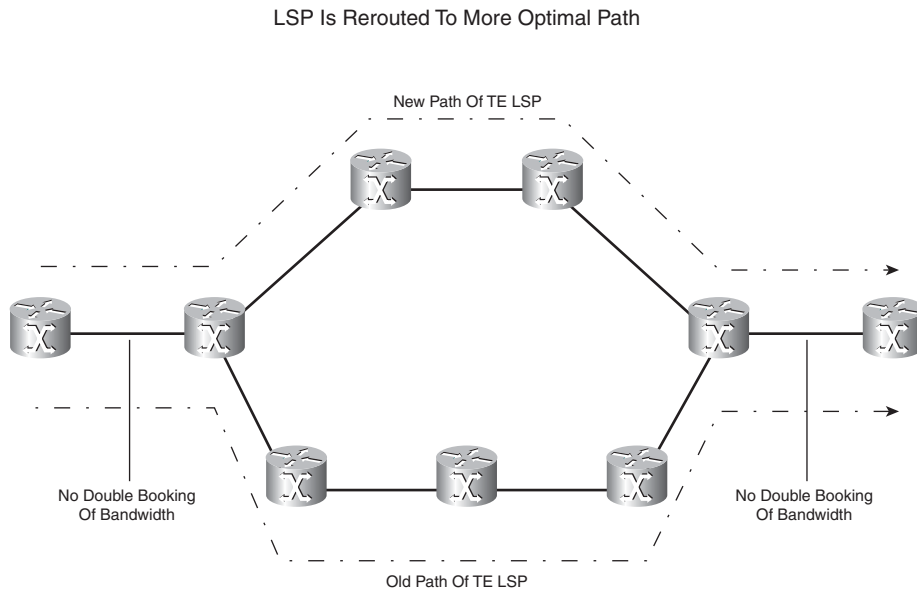 LSP Is Rerouted To More Optimal Path
New Path Of TE LSP
No Double Booking
Of Bandwidth
No Double Booking
Of Bandwidth
Old Path Of TE LSP